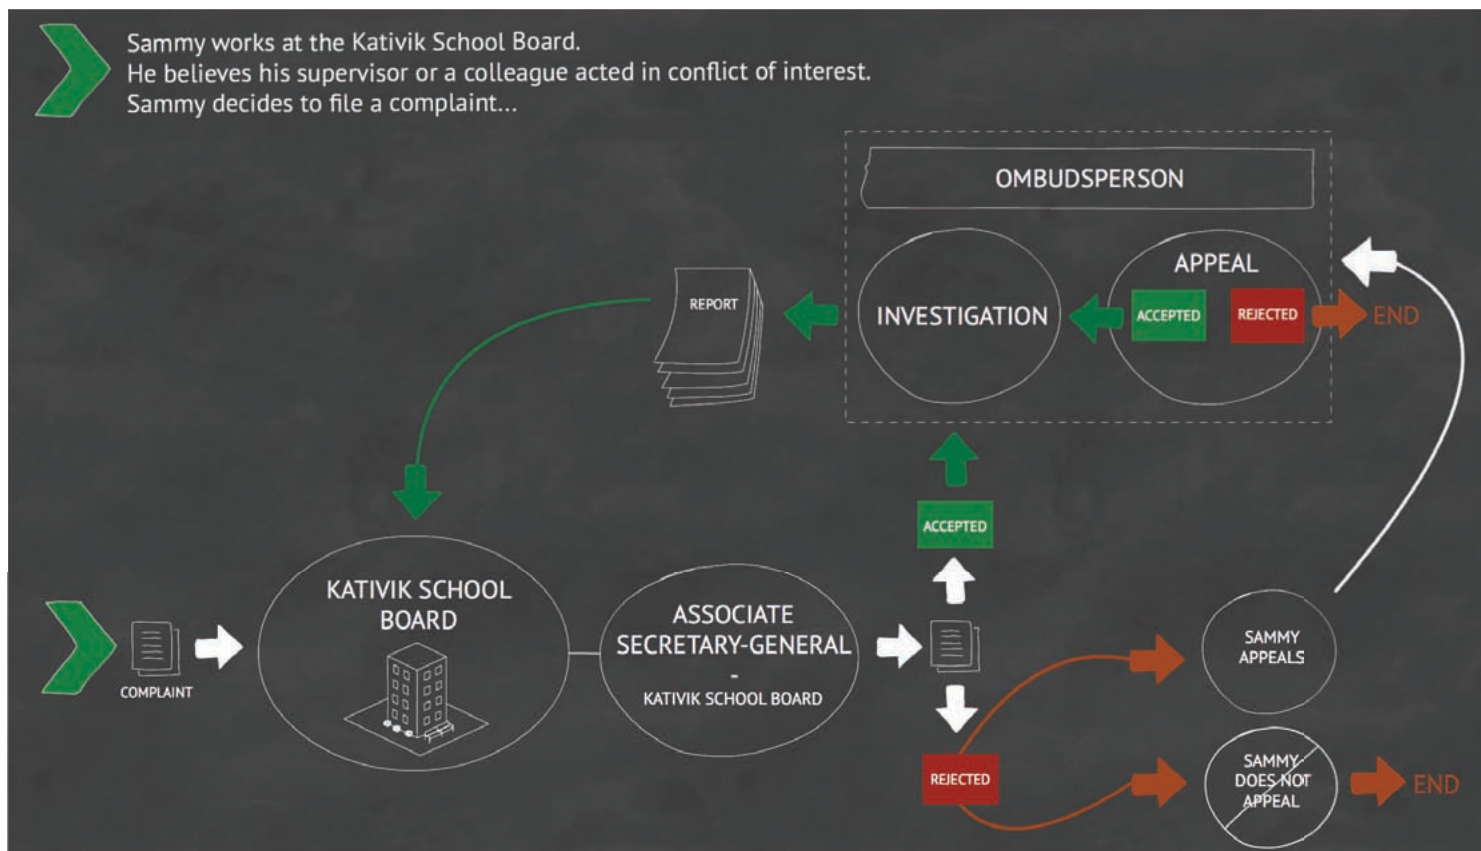 Sammy works at the Kativik School Board.
He believes his supervisor or a colleague acted in conflict of interest.
Sammy decides to file a complaint...
OMBUDSPERSON
APPEAL
INVESTIGATION
ACCEPTED
REJECTED
END
REPORT
ACCEPTED
KATIVIK SCHOOL
BOARD
ASSOCIATE
SECRETARY-GENERAL
-
KATIVIK SCHOOL BOARD
COMPLAINT
SAMMY
APPEALS
REJECTED
SAMMY
DOES NOT
APPEAL
END